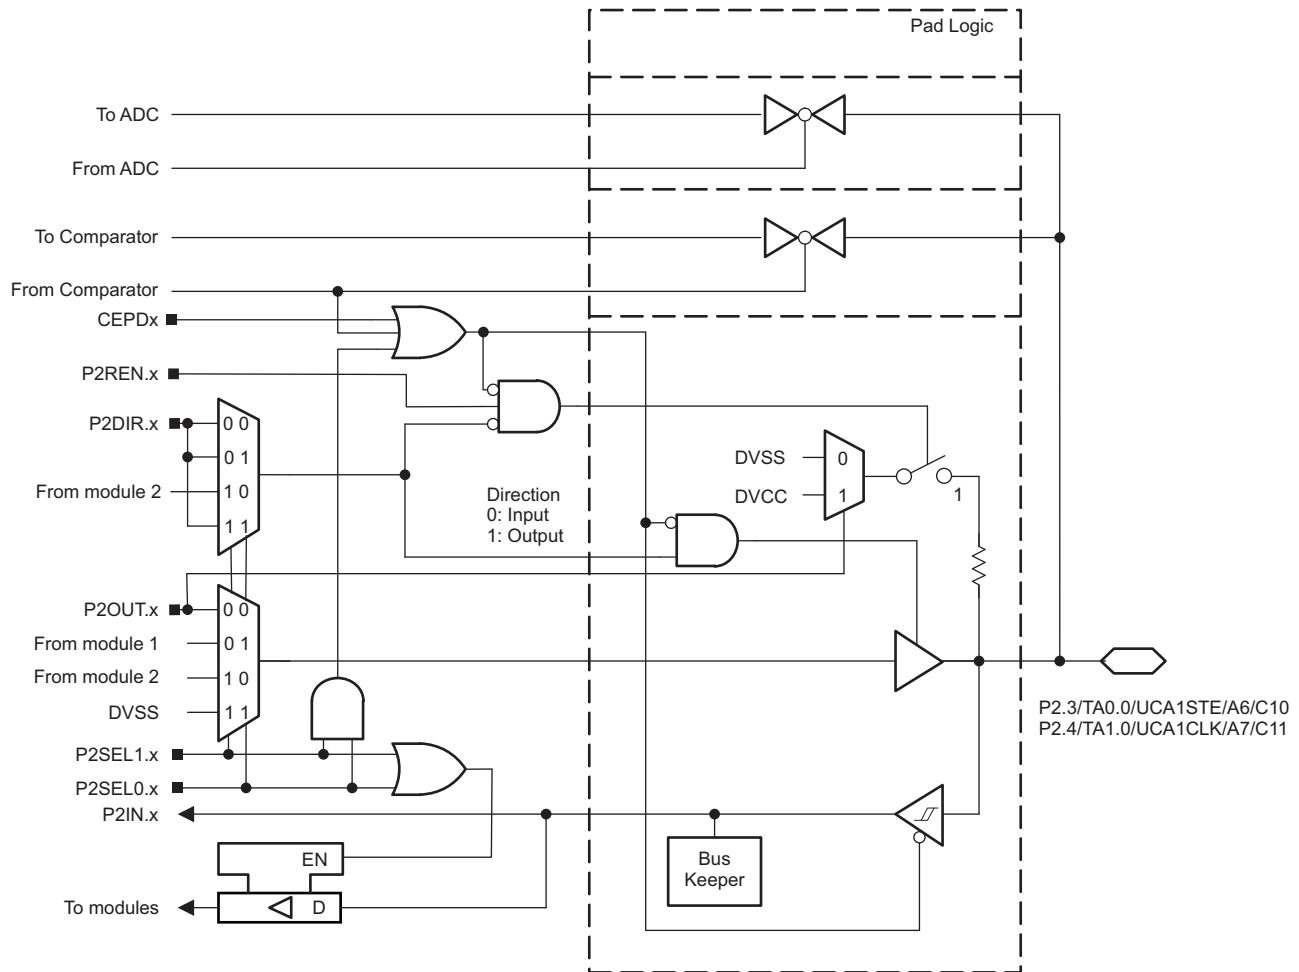 Pad Logic
To ADC
From ADC
To Comparator
From Comparator
CEPDx
P2REN.x
P2DIR.x
0 0
0 1
From module 2
1 0
1 1
Direction
0: Input
1: Output
DVSS
0
DVCC
1
1
P2OUT.x
0 0
From module 1
0 1
From module 2
1 0
DVSS
1 1
P2.3/TA0.0/UCA1STE/A6/C10
P2.4/TA1.0/UCA1CLK/A7/C11
P2SEL1.x
P2SEL0.x
P2IN.x
Bus
Keeper
EN
To modules
D